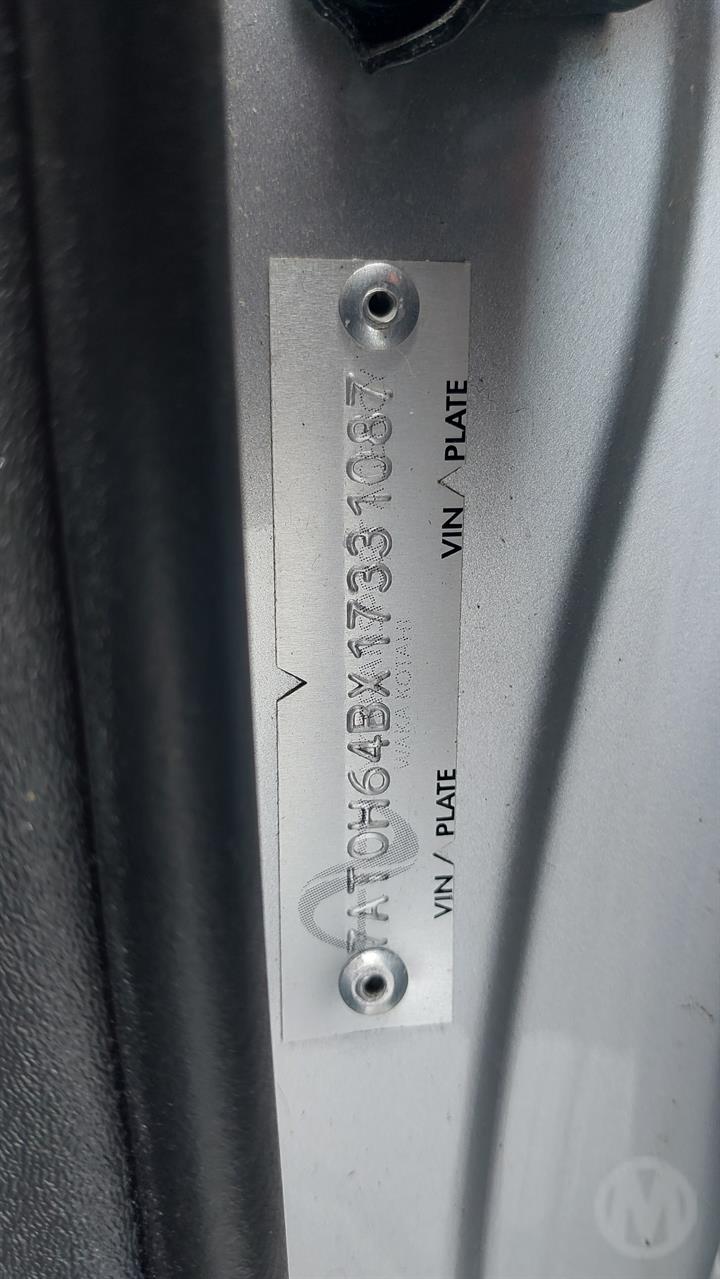 7AT0H64BX17331087
WAKA KOTAHI
VIN PLATE VIN PLATE
M